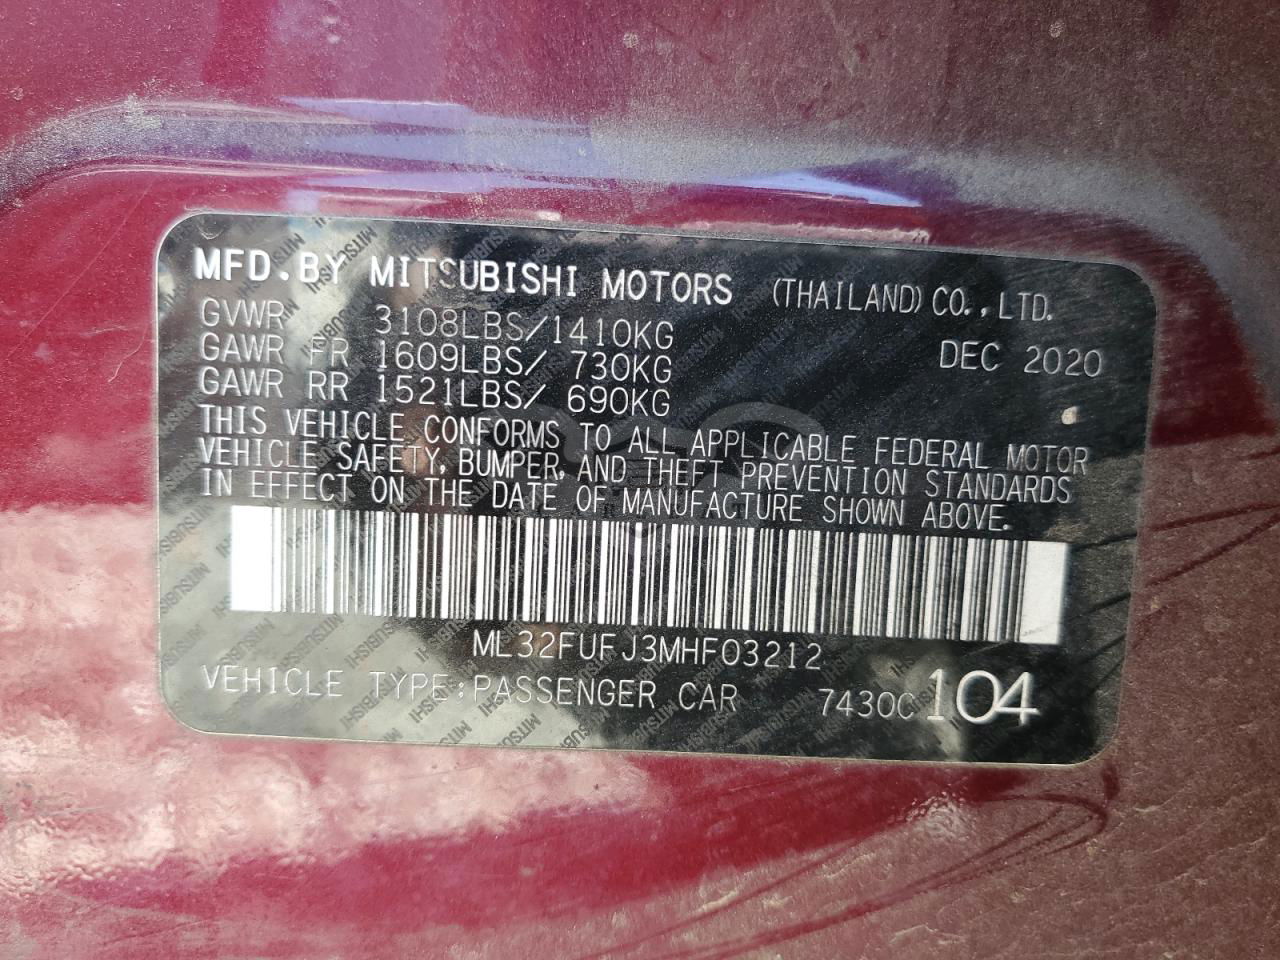 MFD.BY MITSUBISHI MOTORS (THAILAND) CO.,LTD.
GVWR 3108LBS/1410KG
GAWR FR 1609LBS/ 730KG DEC 2020
GAWR RR 1521LBS/ 690KG
THIS VEHICLE CONFORMS TO ALL APPLICABLE FEDERAL MOTOR
VEHICLE SAFETY, BUMPER, AND THEFT PREVENTION STANDARDS
IN EFFECT ON THE DATE OF MANUFACTURE SHOWN ABOVE.
ML32FUFJ3MHF03212
VEHICLE TYPE:PASSENGER CAR 7430C104